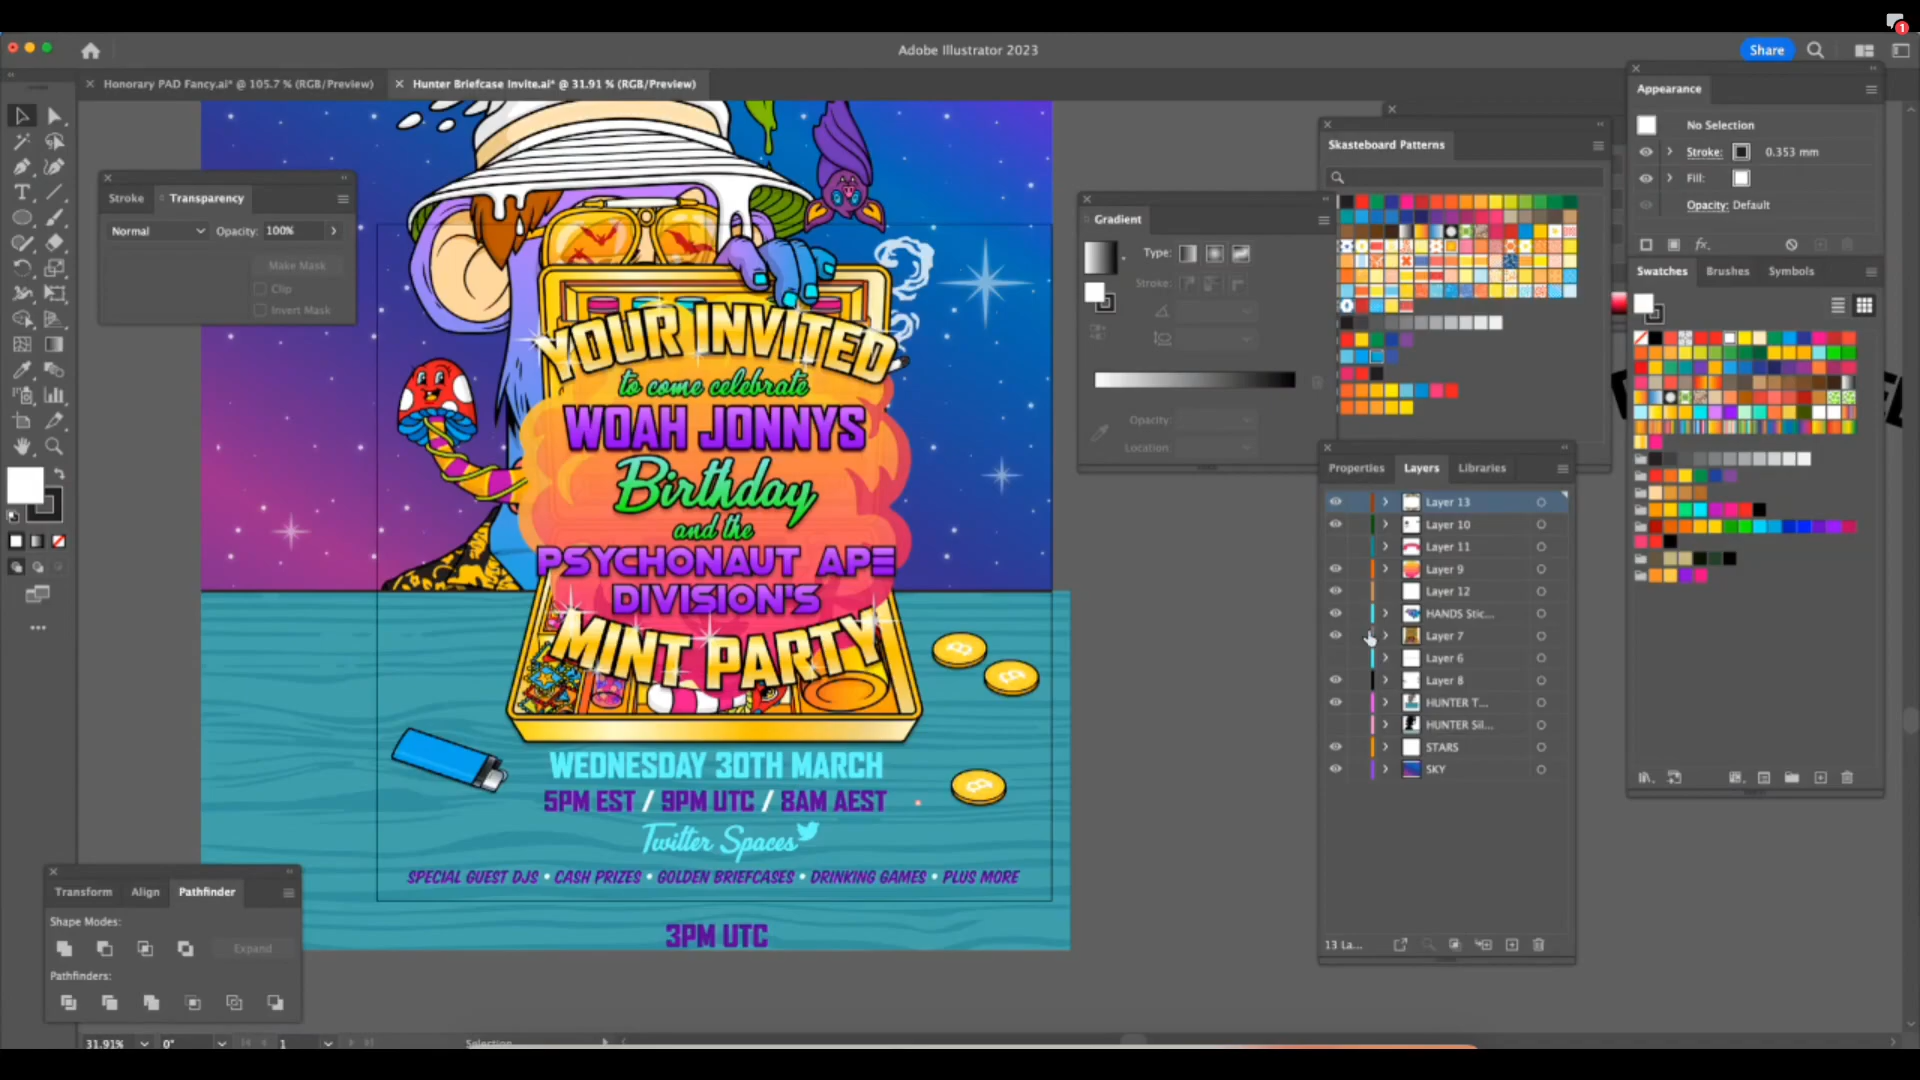 1
Adobe Illustrator 2023
Share
Honorary PAD Fancy.ai* @ 105.7 % (RGB/Preview)
Hunter Briefcase Invite.ai* @ 31.91 % (RGB/Preview)
Stroke
Transparency
Normal
Opacity: 100%
Make Mask
Clip
Invert Mask
YOUR INVITED
to come celebrate
WOAH JONNYS
Birthday
and the
PSYCHONAUT APE
DIVISION'S
MINT PARTY
WEDNESDAY 30TH MARCH
5PM EST / 9PM UTC / 8AM AEST
Twitter Spaces
SPECIAL GUEST DJS • CASH PRIZES • GOLDEN BRIEFCASES • DRINKING GAMES • PLUS MORE
3PM UTC
Transform Align Pathfinder
Shape Modes:
Expand
Pathfinders:
31.91% 0° 1 Selection
Gradient
Type:
Stroke:
Opacity:
Location:
Skasteboard Patterns
Properties Layers Libraries
Layer 13
Layer 10
Layer 11
Layer 9
Layer 12
HANDS Stic...
Layer 7
Layer 6
Layer 8
HUNTER T...
HUNTER Sil...
STARS
SKY
13 La...
Appearance
No Selection
Stroke: 0.353 mm
Fill:
Opacity: Default
fx
Swatches Brushes Symbols